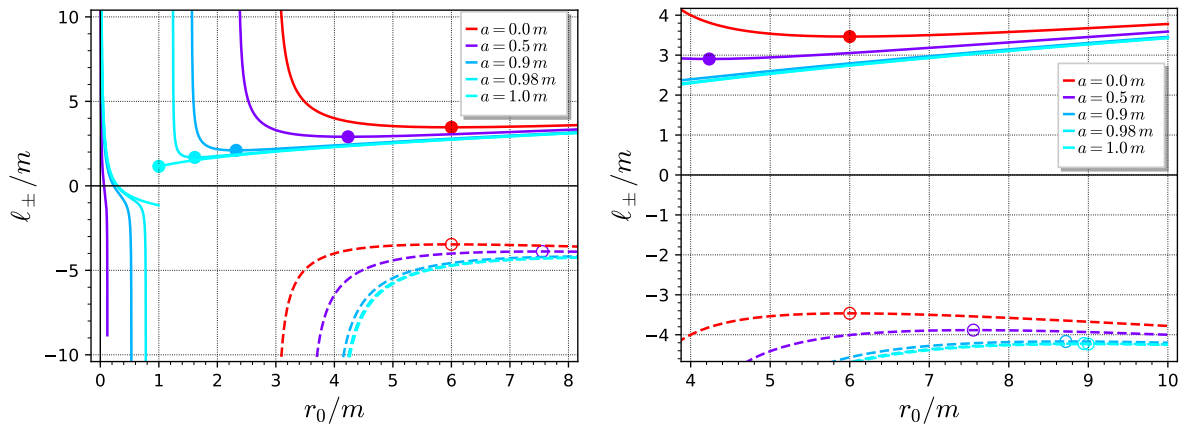 10
5
0
−5
−10
ℓ± / m
0 1 2 3 4 5 6 7 8
r₀/m
a = 0.0 m
a = 0.5 m
a = 0.9 m
a = 0.98 m
a = 1.0 m
4
3
2
1
0
−1
−2
−3
−4
ℓ± / m
4 5 6 7 8 9 10
r₀/m
a = 0.0 m
a = 0.5 m
a = 0.9 m
a = 0.98 m
a = 1.0 m